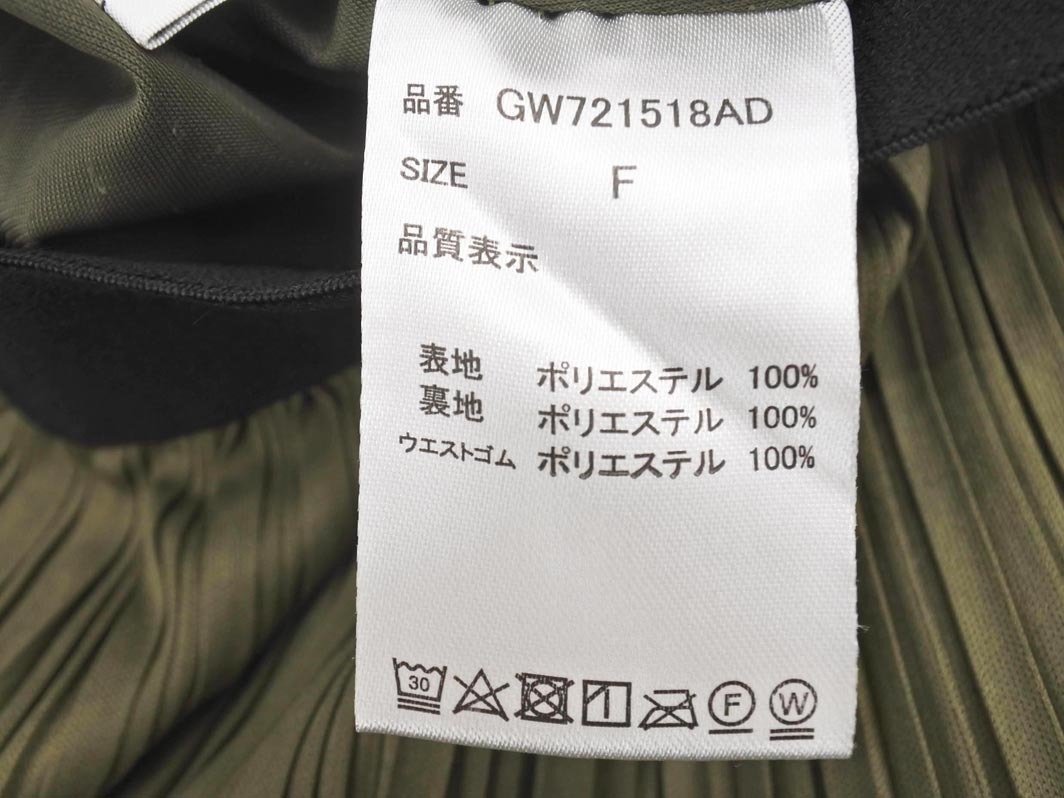 品番 GW721518AD
SIZE F
品質表示
表地 ポリエステル 100%
裏地 ポリエステル 100%
ウエストゴム ポリエステル 100%
30 F W